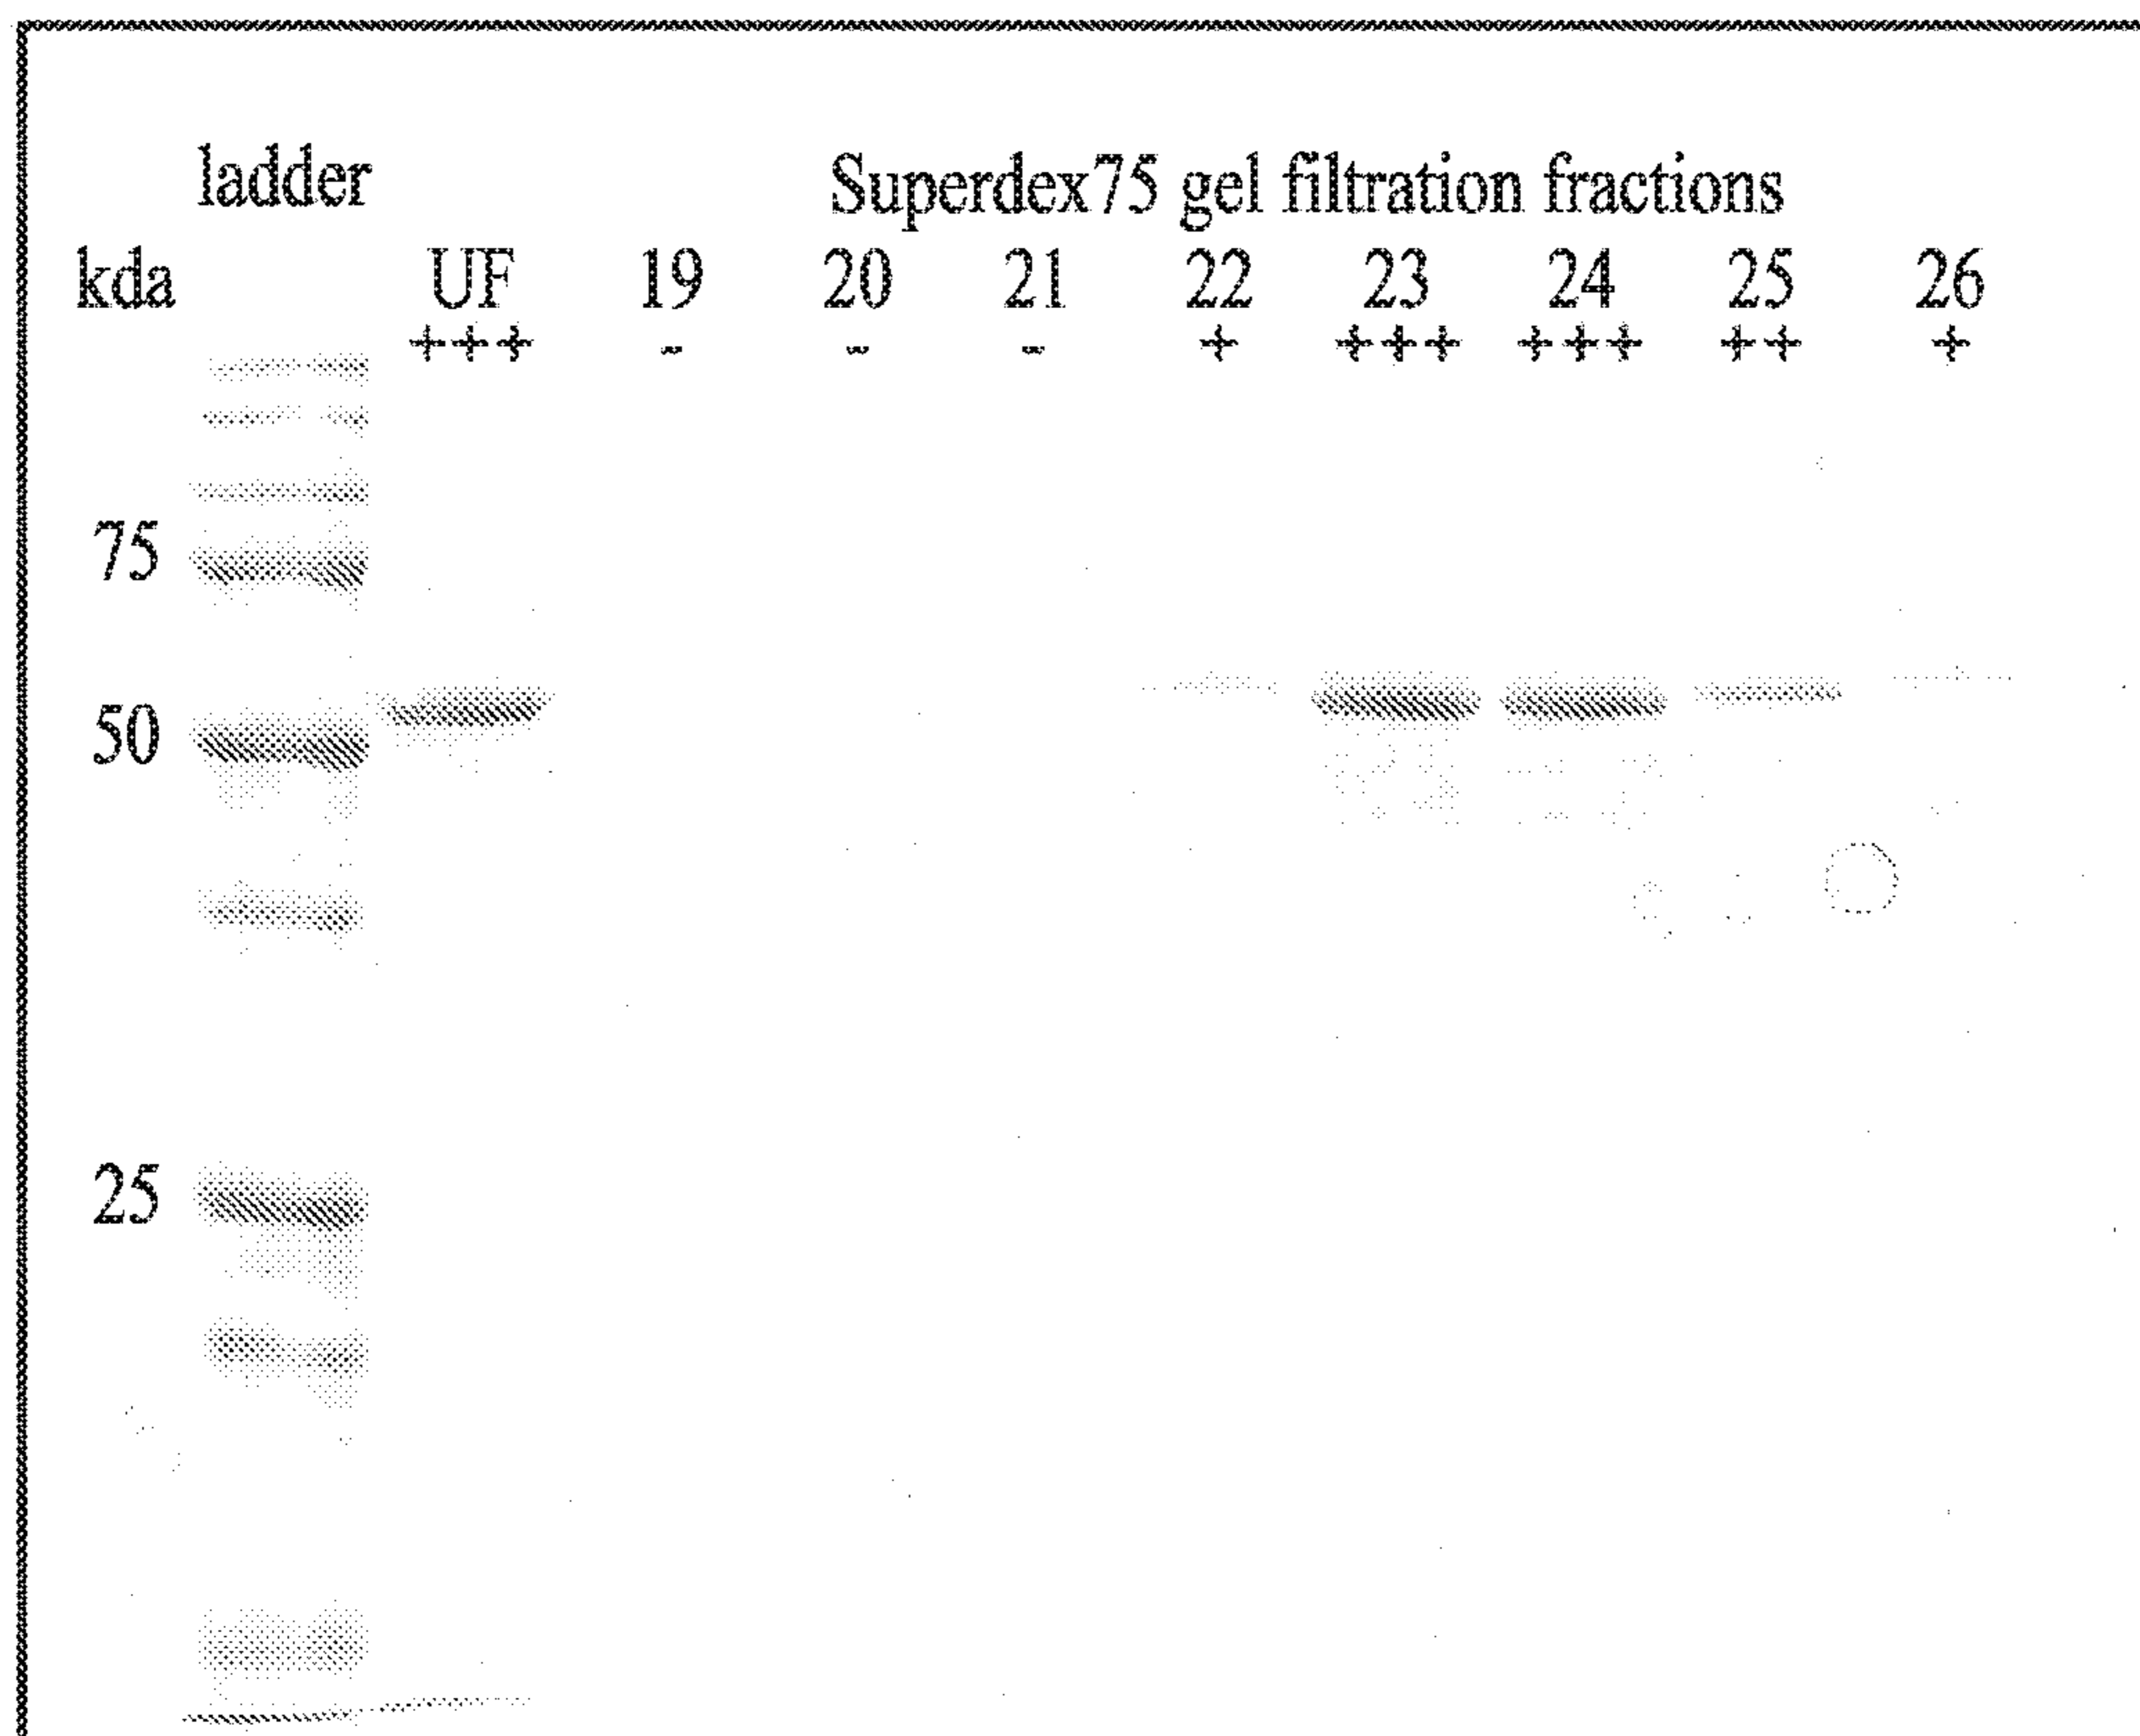 ladder Superdex75 gel filtration fractions
kda UF 19 20 21 22 23 24 25 26
+++ - - - + +++ +++ ++ +
75
50
25